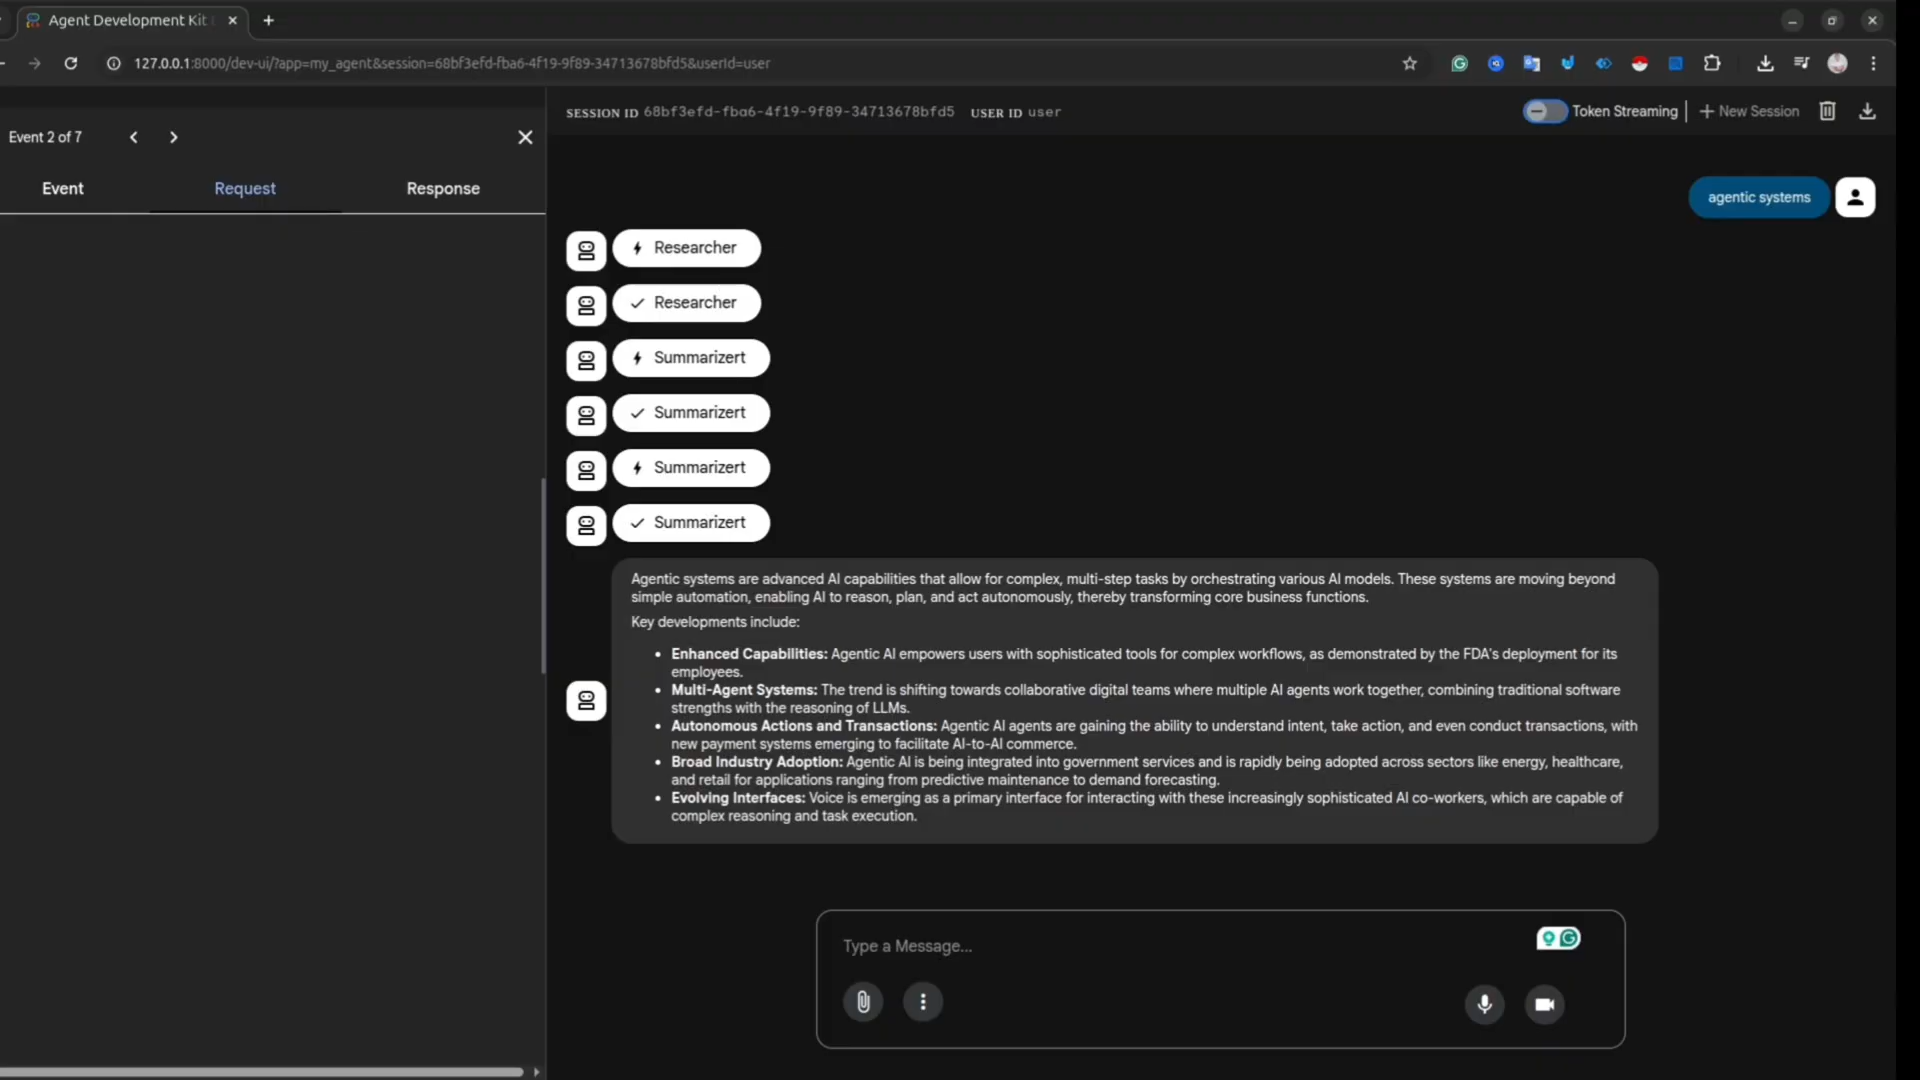 Agent Development Kit
127.0.0.1:8000/dev-ui/?app=my_agent&session=68bf3efd-fba6-4f19-9f89-34713678bfd5&userId=user
SESSION ID 68bf3efd-fba6-4f19-9f89-34713678bfd5 USER ID user
Token Streaming
New Session
Event 2 of 7
Event
Request
Response
agentic systems
Researcher
Researcher
Summarizert
Summarizert
Summarizert
Summarizert
Agentic systems are advanced AI capabilities that allow for complex, multi-step tasks by orchestrating various AI models. These systems are moving beyond
simple automation, enabling AI to reason, plan, and act autonomously, thereby transforming core business functions.
Key developments include:
• Enhanced Capabilities: Agentic AI empowers users with sophisticated tools for complex workflows, as demonstrated by the FDA's deployment for its
employees.
• Multi-Agent Systems: The trend is shifting towards collaborative digital teams where multiple AI agents work together, combining traditional software
strengths with the reasoning of LLMs.
• Autonomous Actions and Transactions: Agentic AI agents are gaining the ability to understand intent, take action, and even conduct transactions, with
new payment systems emerging to facilitate AI-to-AI commerce.
• Broad Industry Adoption: Agentic AI is being integrated into government services and is rapidly being adopted across sectors like energy, healthcare,
and retail for applications ranging from predictive maintenance to demand forecasting.
• Evolving Interfaces: Voice is emerging as a primary interface for interacting with these increasingly sophisticated AI co-workers, which are capable of
complex reasoning and task execution.
Type a Message...